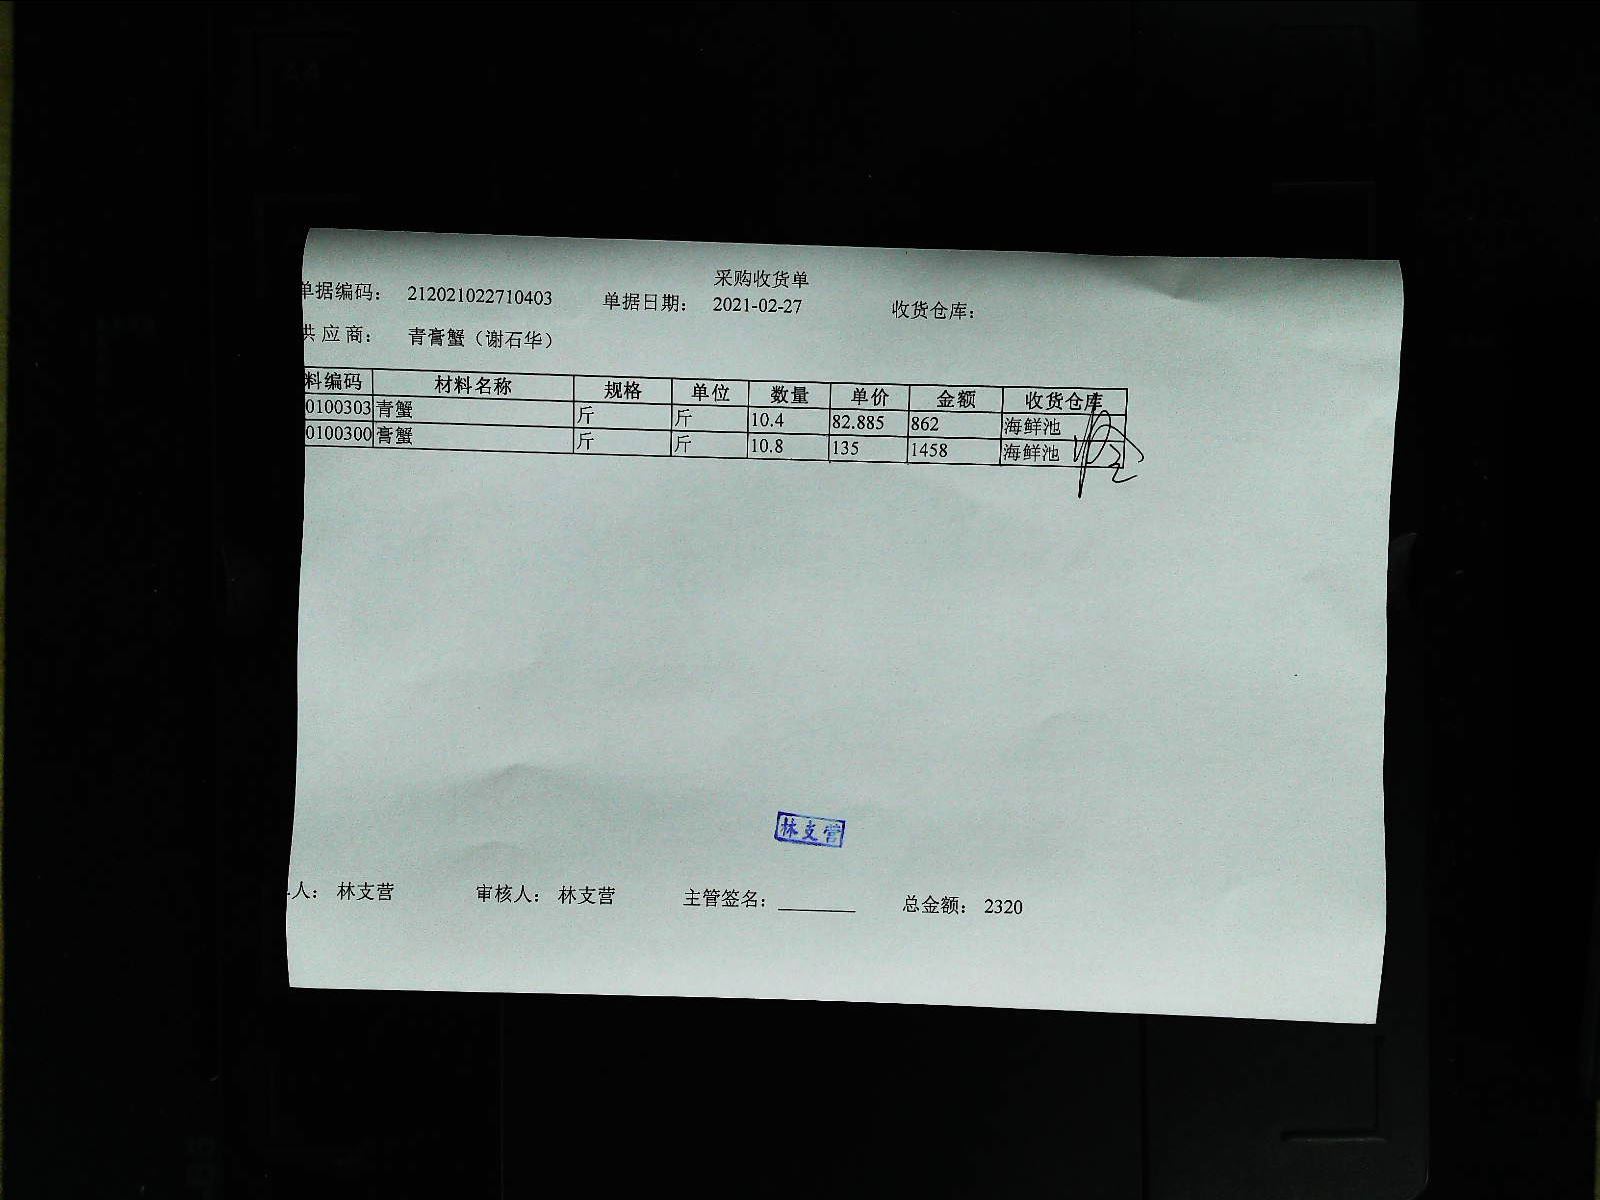 采购收货单
单据编码： 212021022710403 单据日期： 2021-02-27 收货仓库：
供应商： 青膏蟹（谢石华）
料编码 材料名称 规格 单位 数量 单价 金额 收货仓库
0100303 青蟹 斤 斤 10.4 82.885 862 海鲜池
0100300 膏蟹 斤 斤 10.8 135 1458 海鲜池
林支营
人： 林支营 审核人： 林支营 主管签名： 总金额： 2320